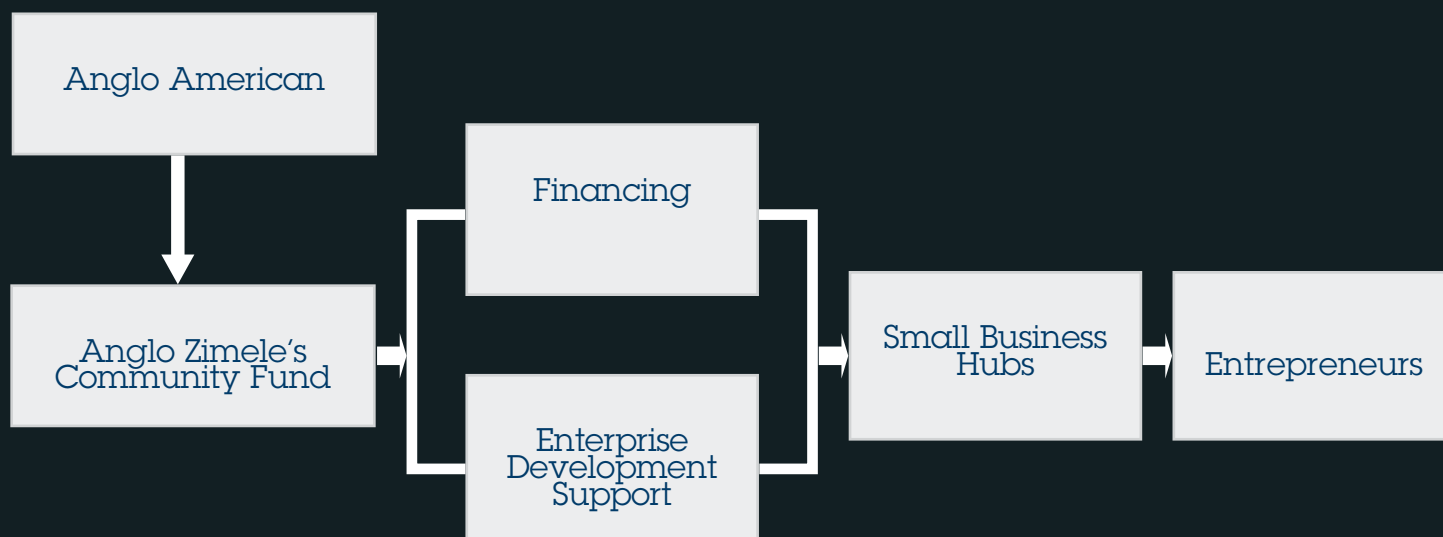 Anglo American
Anglo Zimele‘s
Community Fund
Financing
Enterprise
Development
Support
Small Business
Hubs
Entrepreneurs